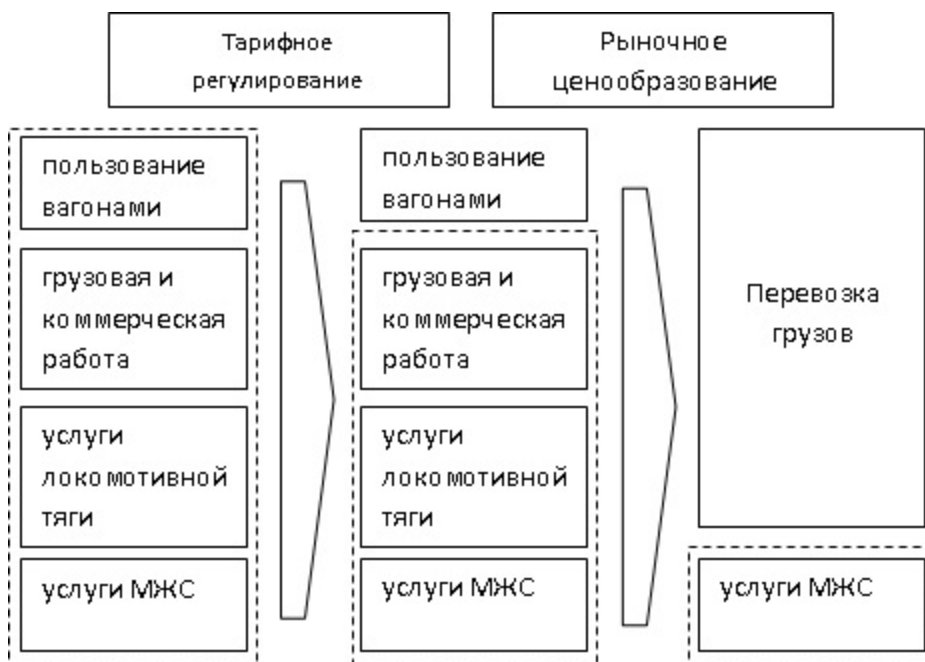 Тарифное
регулирование
Рыночное
ценообразование
пользование
вагонами
грузовая и
коммерческая
работа
услуги
локомотивной
тяги
услуги МЖС
пользование
вагонами
грузовая и
коммерческая
работа
услуги
локомотивной
тяги
услуги МЖС
Перевозка
грузов
услуги МЖС